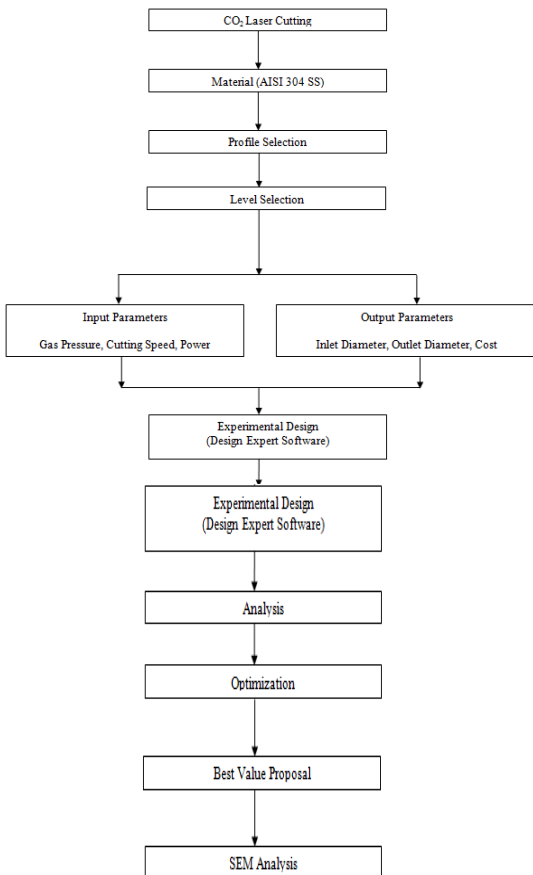 CO₂ Laser Cutting
Material (AISI 304 SS)
Profile Selection
Level Selection
Input Parameters
Gas Pressure, Cutting Speed, Power
Output Parameters
Inlet Diameter, Outlet Diameter, Cost
Experimental Design
(Design Expert Software)
Experimental Design
(Design Expert Software)
Analysis
Optimization
Best Value Proposal
SEM Analysis